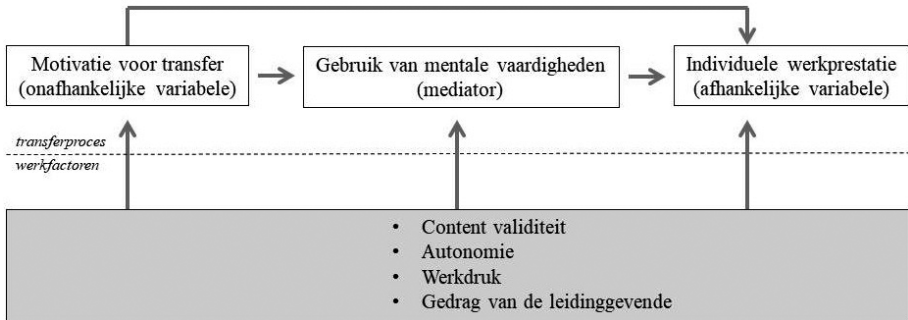 Motivatie voor transfer
(onafhankelijke variabele)
Gebruik van mentale vaardigheden
(mediator)
Individuele werkprestatie
(afhankelijke variabele)
transferproces
werkfactoren
• Content validiteit
• Autonomie
• Werkdruk
• Gedrag van de leidinggevende